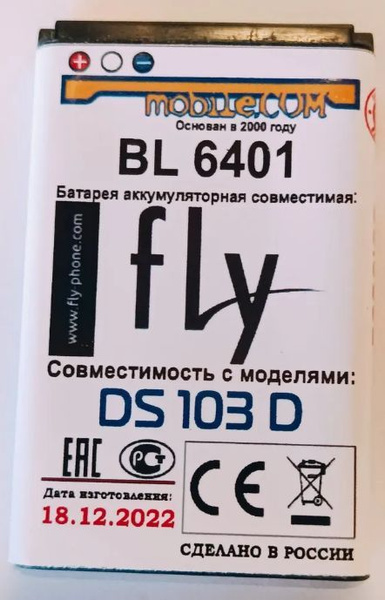 mobile.COM
Основан в 2000 году
BL 6401
Батарея аккумуляторная совместимая:
www.fly-phone.com
fly
Совместимость с моделями:
DS 103 D
EAC
РСТ
CE
Дата изготовления:
18.12.2022
СДЕЛАНО В РОССИИ